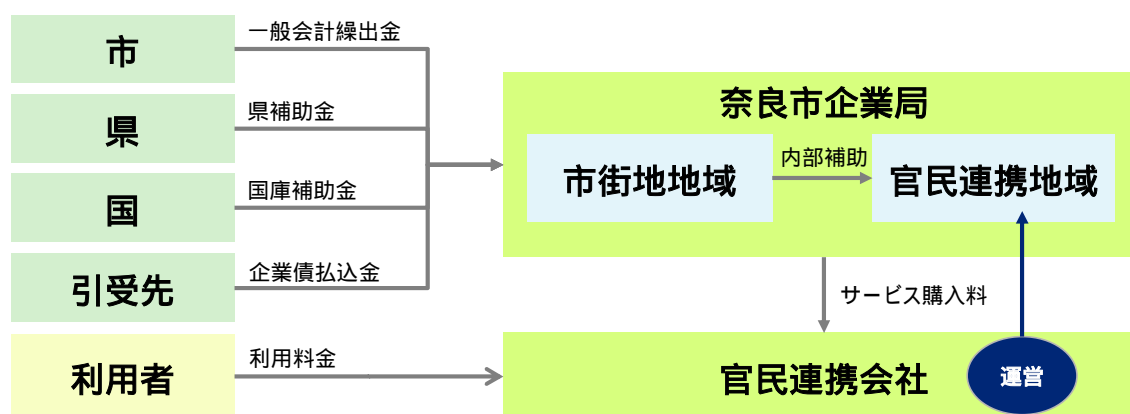 市
一般会計繰出金
県
県補助金
国
国庫補助金
引受先
企業債払込金
利用者
利用料金
奈良市企業局
市街地地域
内部補助
官民連携地域
サービス購入料
官民連携会社
運営